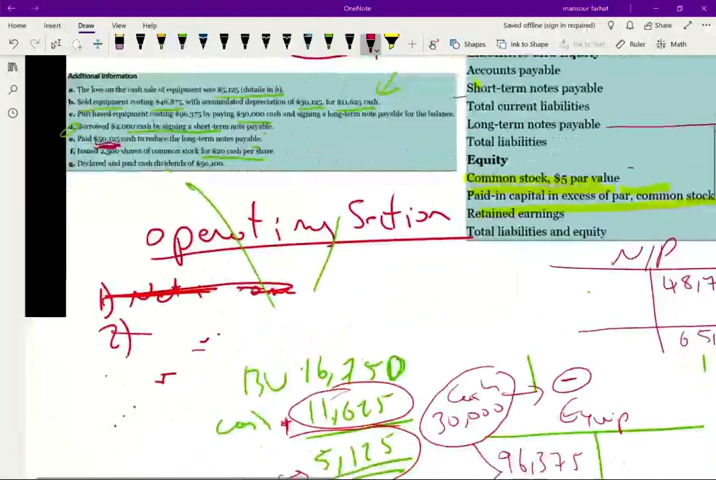 OneNote
mansour farhat
Home Insert Draw View Help
Saved offline (sign in required) Share
Shapes Ink to Shape Ruler Math
Additional Information
a. The loss on the cash sale of equipment was $5,125 (details in b).
b. Sold equipment costing $46,875, with accumulated depreciation of $30,125, for $11,625 cash.
c. Purchased equipment costing $96,375 by paying $30,000 cash and signing a long-term note payable for the balance.
d. Borrowed $4,000 cash by signing a short-term note payable.
e. Paid $50,125 cash to reduce the long-term notes payable.
f. Issued 2,500 shares of common stock for $20 cash per share.
g. Declared and paid cash dividends of $50,100.
Accounts payable
Short-term notes payable
Total current liabilities
Long-term notes payable
Total liabilities
Equity
Common stock, $5 par value
Paid-in capital in excess of par, common stock
Retained earnings
Total liabilities and equity
operating Section
N/P
48,7
65,
1)
2)
BV 16,750
cash 11,625
5,125
Cash
30,000
Equip
96,375